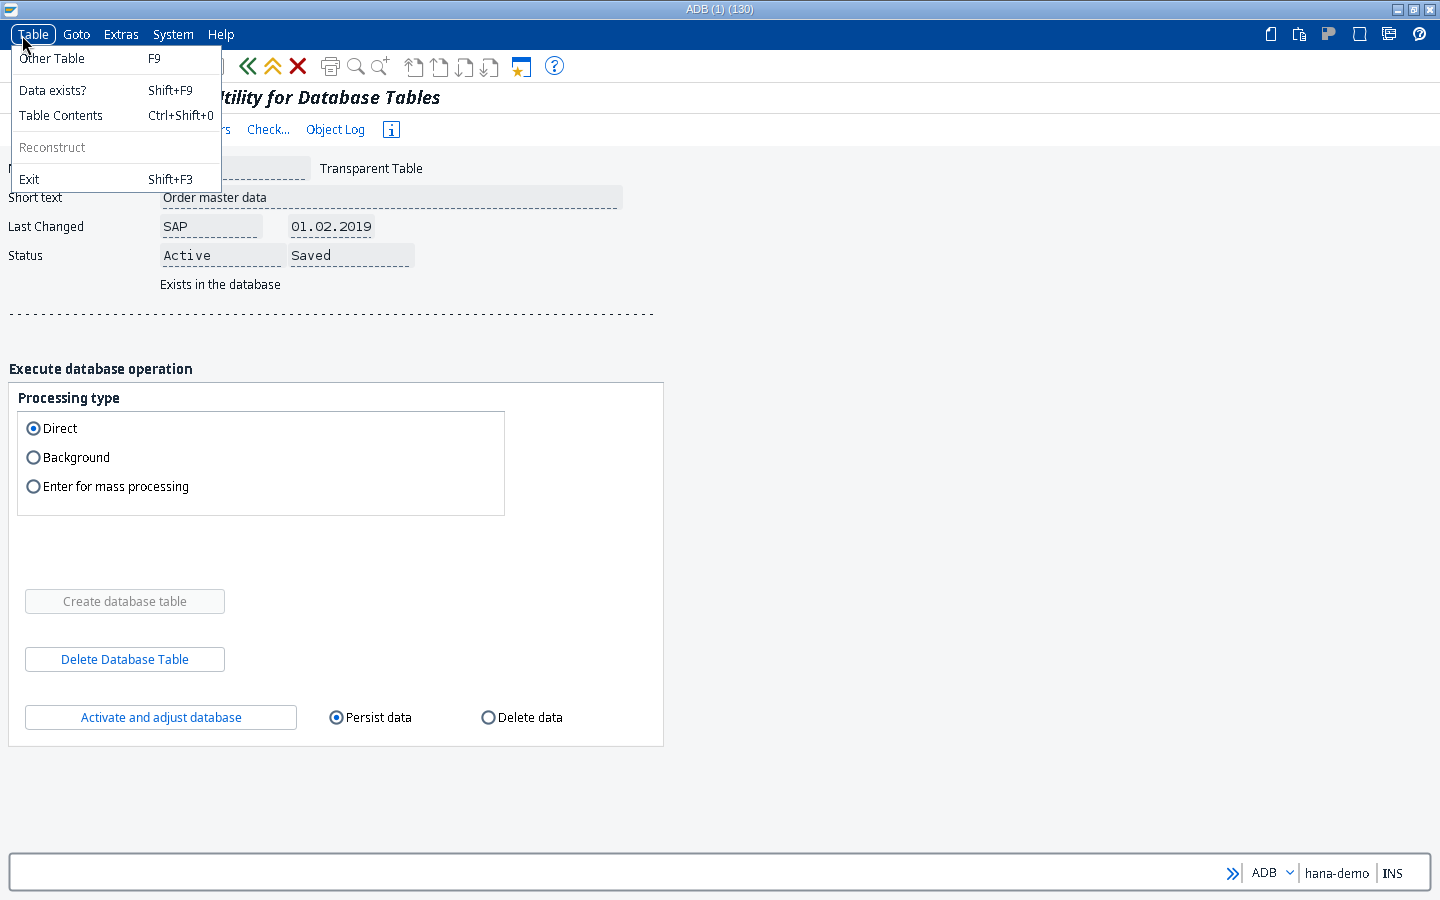 ADB (1) (130)
Table Goto Extras System Help
Other Table F9
Data exists? Shift+F9
Table Contents Ctrl+Shift+0
Reconstruct
Exit Shift+F3
Utility for Database Tables
Check... Object Log
Transparent Table
Short text Order master data
Last Changed SAP 01.02.2019
Status Active Saved
Exists in the database
Execute database operation
Processing type
Direct
Background
Enter for mass processing
Create database table
Delete Database Table
Activate and adjust database Persist data Delete data
ADB hana-demo INS